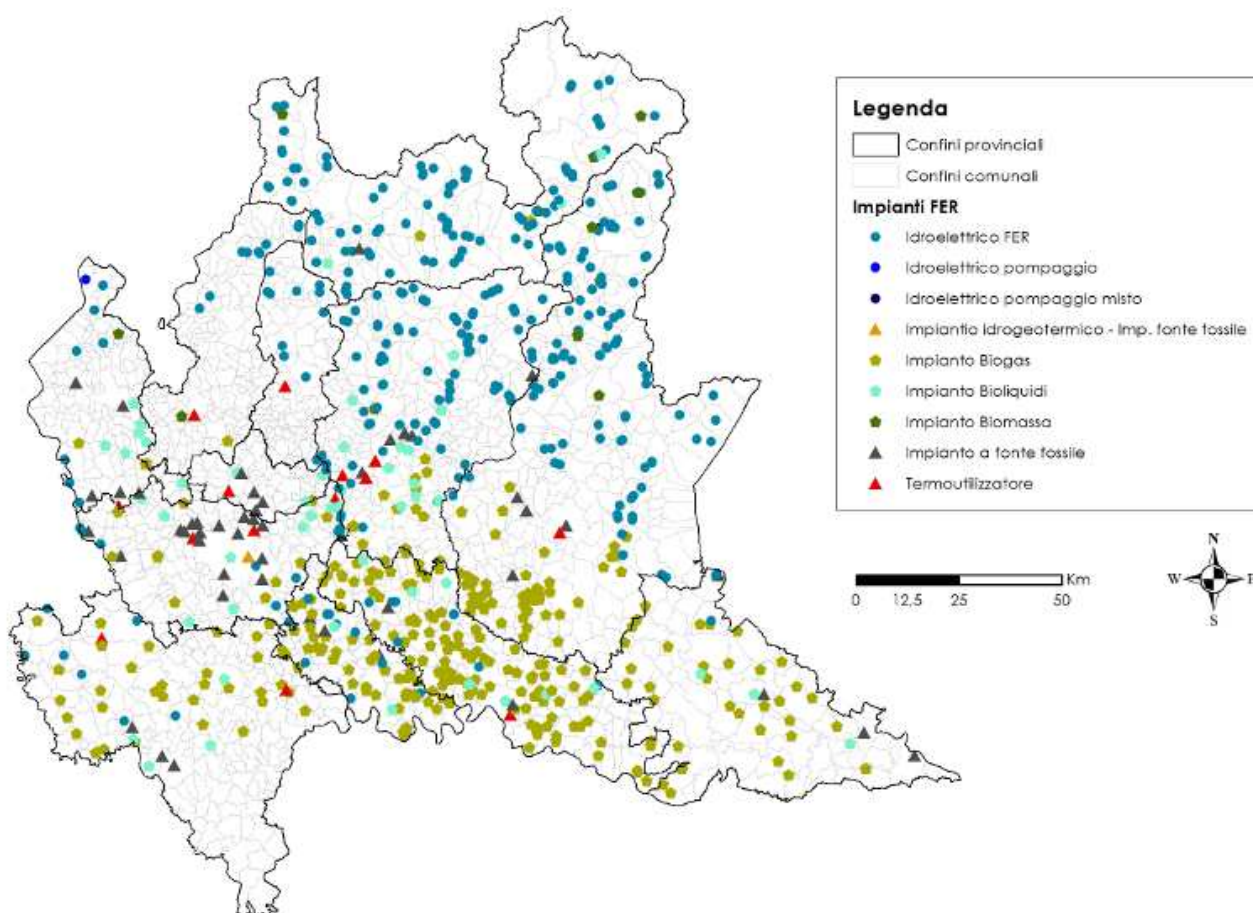 Legenda
Confini provinciali
Confini comunali
Impianti FER
Idroelettrico FER
Idroelettrico pompaggio
Idroelettrico pompaggio misto
Impiantio idrogeotermico - Imp. fonte fossile
Impianto Biogas
Impianto Bioliquidi
Impianto Biomassa
Impianto a fonte fossile
Termoutilizzatore
N
W E
S
Km
0 12,5 25 50